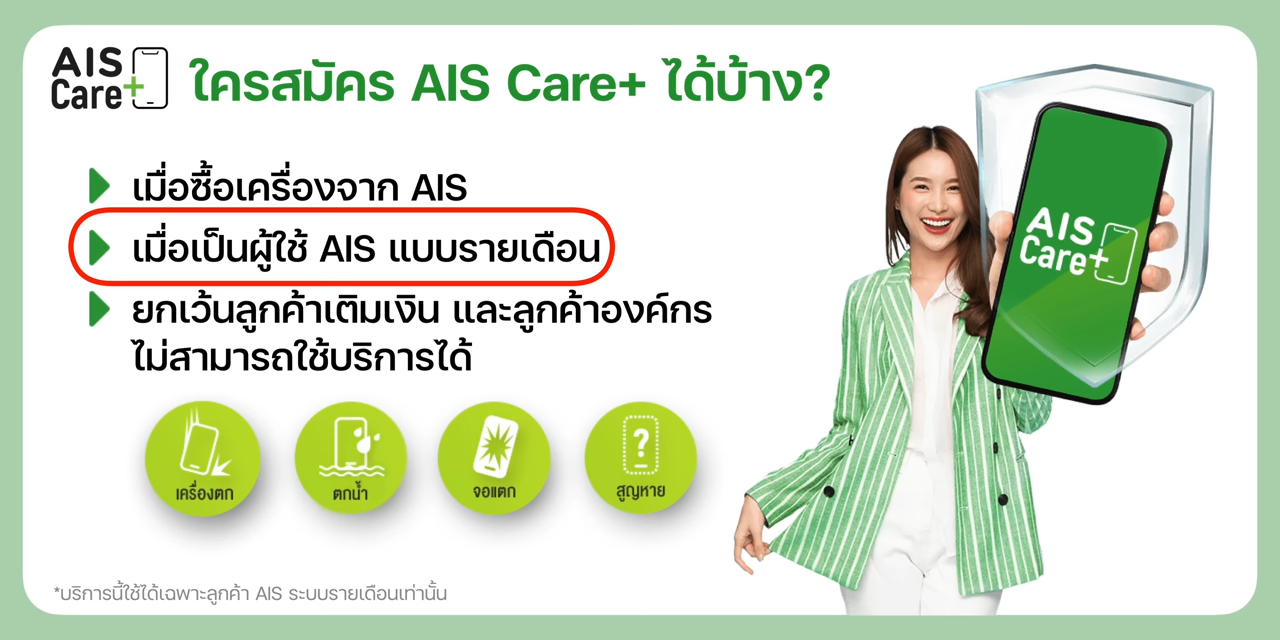 AIS
Care+
ใครสมัคร AIS Care+ ได้บ้าง?
เมื่อซื้อเครื่องจาก AIS
เมื่อเป็นผู้ใช้ AIS แบบรายเดือน
ยกเว้นลูกค้าเติมเงิน และลูกค้าองค์กร
ไม่สามารถใช้บริการได้
AIS
Care+
?
เครื่องตก
ตกน้ำ
จอแตก
สูญหาย
*บริการนี้ใช้ได้เฉพาะลูกค้า AIS ระบบรายเดือนเท่านั้น